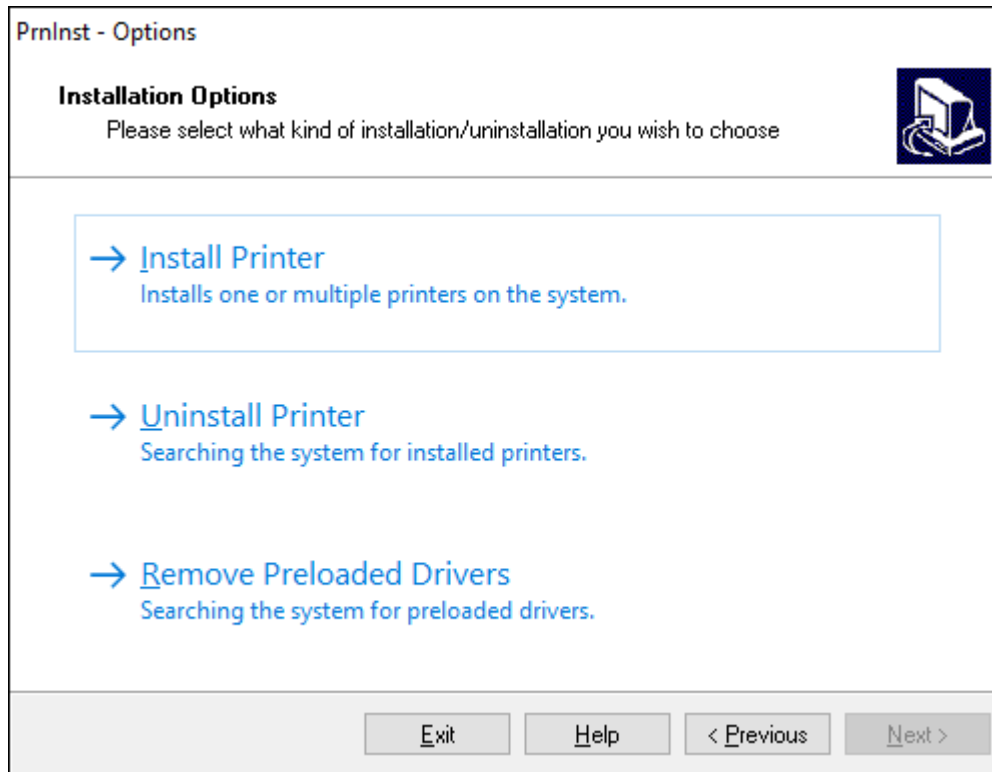 PrnInst - Options
Installation Options
Please select what kind of installation/uninstallation you wish to choose
Install Printer
Installs one or multiple printers on the system.
Uninstall Printer
Searching the system for installed printers.
Remove Preloaded Drivers
Searching the system for preloaded drivers.
Exit Help < Previous Next >